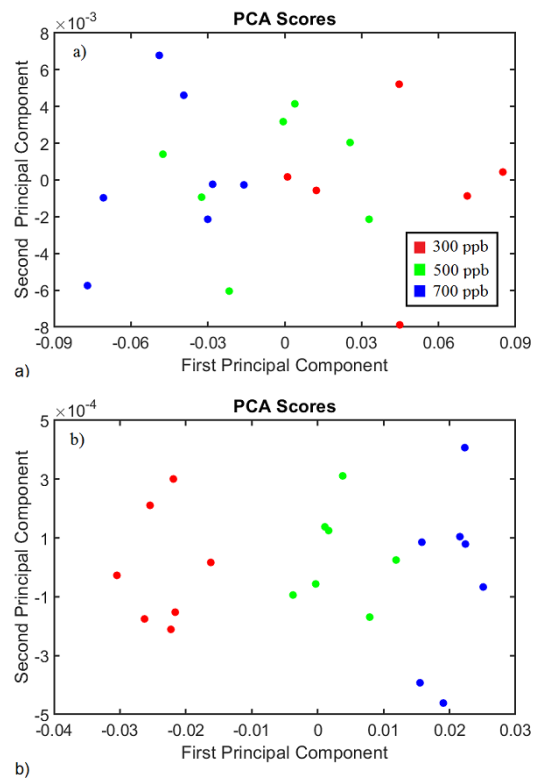 PCA Scores
×10⁻³
a)
8
6
4
2
0
-2
-4
-6
-8
Second Principal Component
300 ppb
500 ppb
700 ppb
-0.09 -0.06 -0.03 0 0.03 0.06 0.09
First Principal Component
a)
PCA Scores
×10⁻⁴
b)
5
3
1
-1
-3
-5
Second Principal Component
-0.04 -0.03 -0.02 -0.01 0 0.01 0.02 0.03
First Principal Component
b)